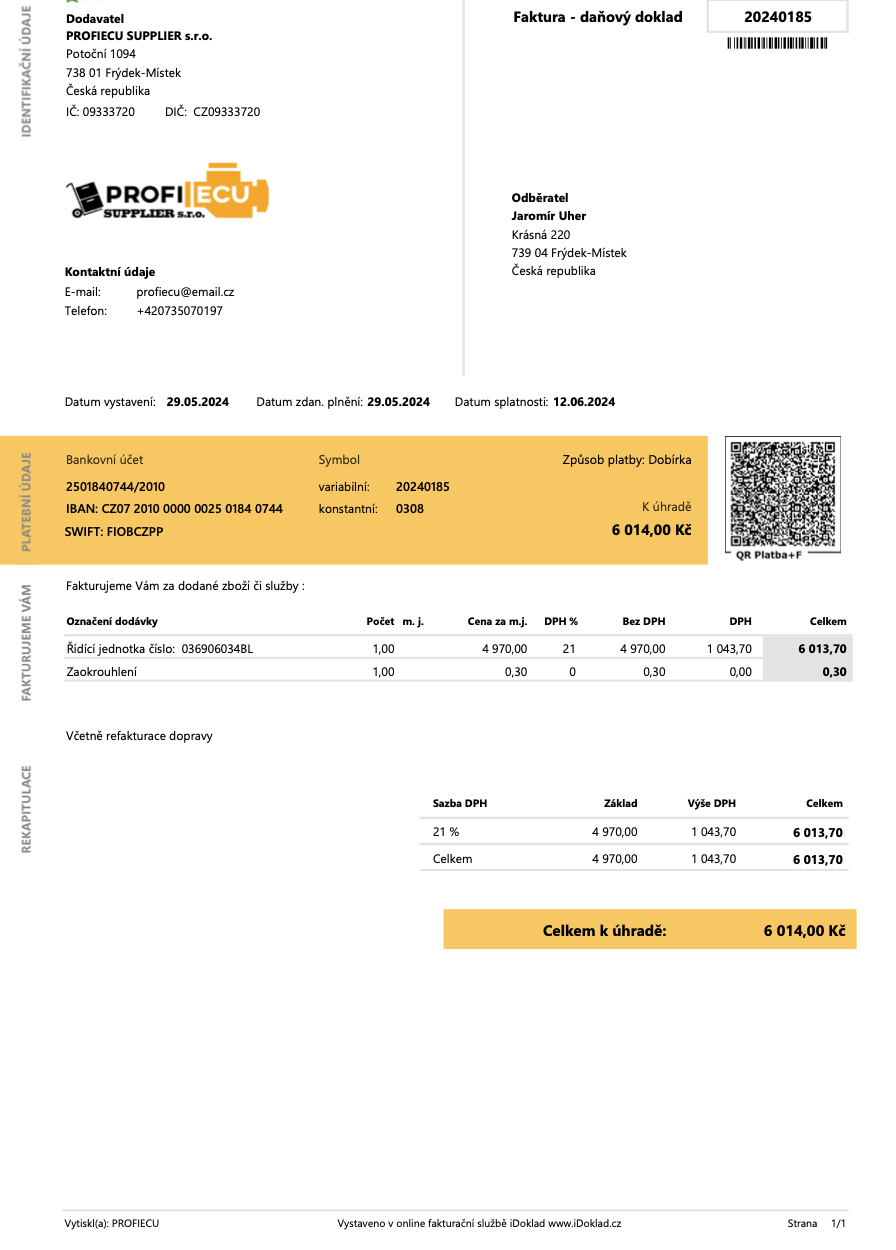 IDENTIFIKAČNÍ ÚDAJE
Dodavatel
PROFIECU SUPPLIER s.r.o.
Potoční 1094
738 01 Frýdek-Místek
Česká republika
IČ: 09333720 DIČ: CZ09333720
PROFI ECU
SUPPLIER s.r.o.
Kontaktní údaje
E-mail: profiecu@email.cz
Telefon: +420735070197
Faktura - daňový doklad 20240185
Odběratel
Jaromír Uher
Krásná 220
739 04 Frýdek-Místek
Česká republika
Datum vystavení: 29.05.2024 Datum zdan. plnění: 29.05.2024 Datum splatnosti: 12.06.2024
PLATEBNÍ ÚDAJE
Bankovní účet Symbol Způsob platby: Dobírka
2501840744/2010 variabilní: 20240185
IBAN: CZ07 2010 0000 0025 0184 0744 konstantní: 0308 K úhradě
SWIFT: FIOBCZPP 6 014,00 Kč
QR Platba+F
FAKTURUJEME VÁM
Fakturujeme Vám za dodané zboží či služby :
Označení dodávky Počet m. j. Cena za m.j. DPH % Bez DPH DPH Celkem
Řídící jednotka číslo: 036906034BL 1,00 4 970,00 21 4 970,00 1 043,70 6 013,70
Zaokrouhlení 1,00 0,30 0 0,30 0,00 0,30
Včetně refakturace dopravy
REKAPITULACE
Sazba DPH Základ Výše DPH Celkem
21 % 4 970,00 1 043,70 6 013,70
Celkem 4 970,00 1 043,70 6 013,70
Celkem k úhradě: 6 014,00 Kč
Vytiskl(a): PROFIECU Vystaveno v online fakturační službě iDoklad www.iDoklad.cz Strana 1/1